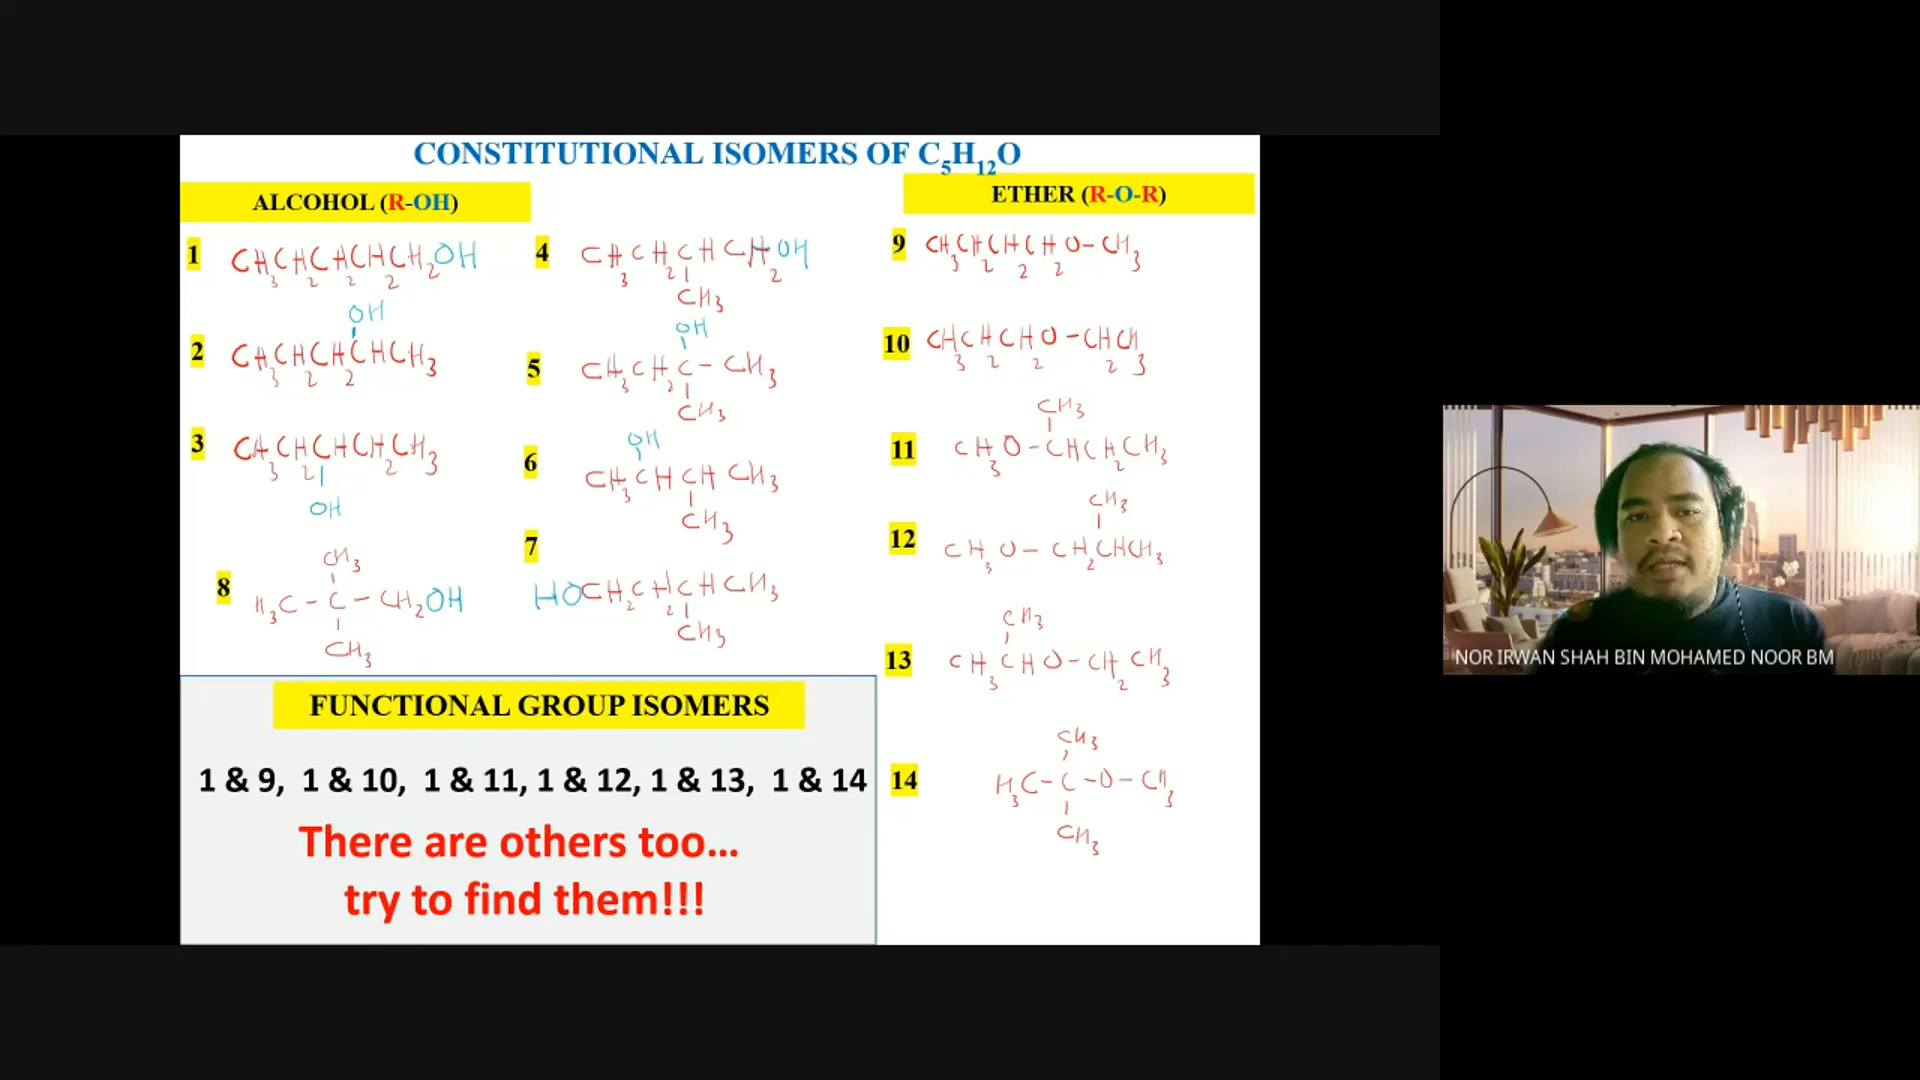 CONSTITUTIONAL ISOMERS OF C5H12O
ALCOHOL (R-OH)
1 CH3CH2CH2CH2CH2OH
OH
2 CH3CH2CH2CHCH3
3 CH3CH2CHCH2CH3
OH
CH3
8 H3C-C-CH2OH
CH3
4 CH3CH2CHCH2OH
CH3
OH
5 CH3CH2C-CH3
CH3
OH
6 CH3CHCHCH3
CH3
7
HOCH2CH2CHCH3
CH3
ETHER (R-O-R)
9 CH3CH2CH2CH2O-CH3
10 CH3CH2CH2O-CH2CH3
CH3
11 CH3O-CHCH2CH3
CH3
12 CH3O-CH2CHCH3
CH3
13 CH3CHO-CH2CH3
CH3
14 H3C-C-O-CH3
CH3
FUNCTIONAL GROUP ISOMERS
1 & 9, 1 & 10, 1 & 11, 1 & 12, 1 & 13, 1 & 14
There are others too...
try to find them!!!
NOR IRWAN SHAH BIN MOHAMED NOOR BM